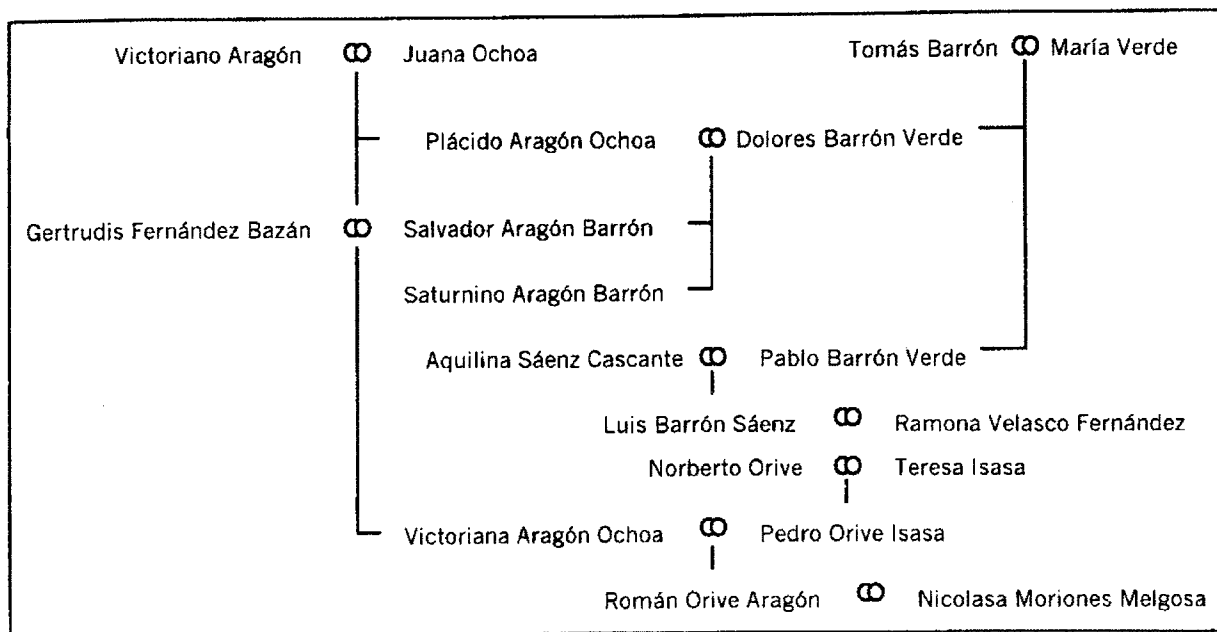 Victoriano Aragón Juana Ochoa Tomás Barrón María Verde
Plácido Aragón Ochoa Dolores Barrón Verde
Gertrudis Fernández Bazán Salvador Aragón Barrón
Saturnino Aragón Barrón
Aquilina Sáenz Cascante Pablo Barrón Verde
Luis Barrón Sáenz Ramona Velasco Fernández
Norberto Orive Teresa Isasa
Victoriana Aragón Ochoa Pedro Orive Isasa
Román Orive Aragón Nicolasa Moriones Melgosa